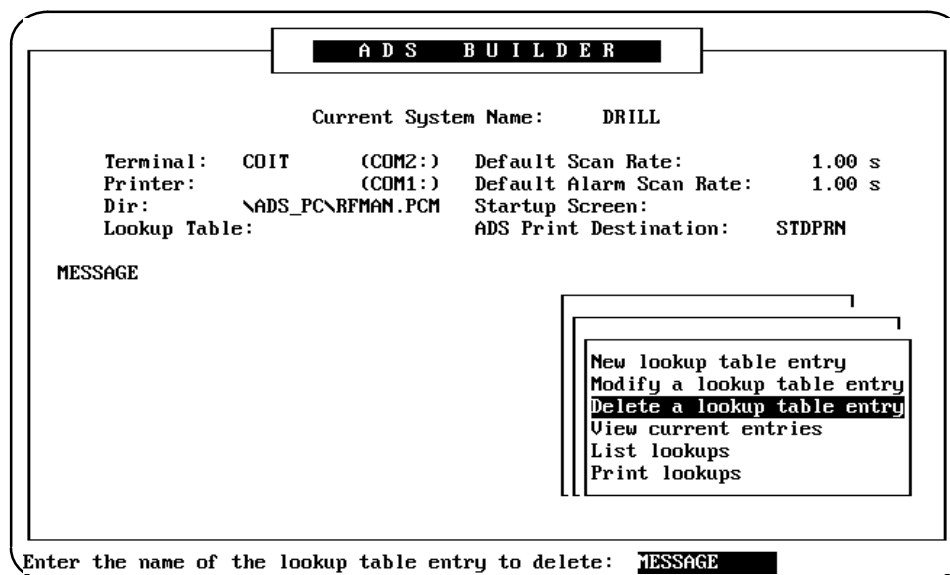 A D S   B U I L D E R
Current System Name: DRILL
Terminal: COIT (COM2:) Default Scan Rate: 1.00 s
Printer: (COM1:) Default Alarm Scan Rate: 1.00 s
Dir: \ADS_PC\RFMAN.PCM Startup Screen:
Lookup Table: ADS Print Destination: STDPRN
MESSAGE
New lookup table entry
Modify a lookup table entry
Delete a lookup table entry
View current entries
List lookups
Print lookups
Enter the name of the lookup table entry to delete: MESSAGE